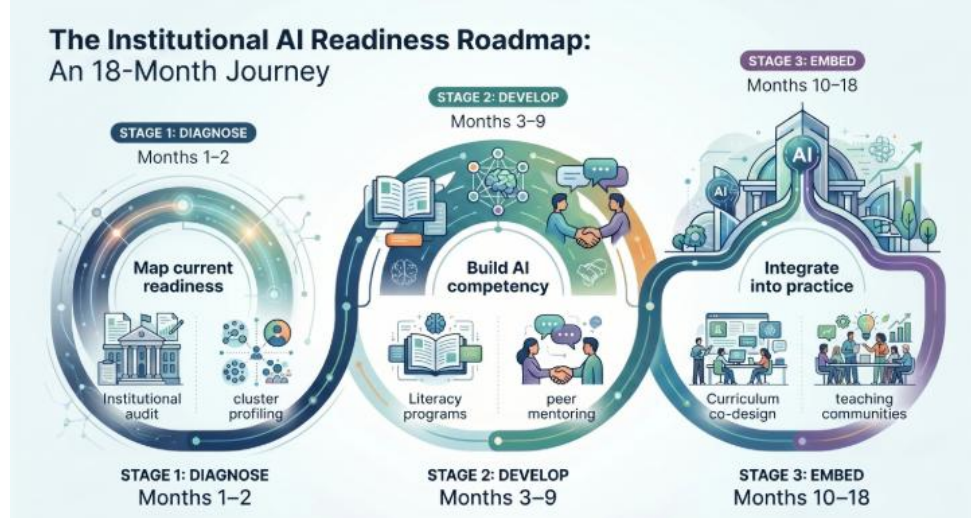 The Institutional AI Readiness Roadmap:
An 18-Month Journey
STAGE 1: DIAGNOSE
Months 1–2
STAGE 2: DEVELOP
Months 3–9
STAGE 3: EMBED
Months 10–18
AI
AI
Map current
readiness
Institutional
audit
cluster
profiling
Build AI
competency
Literacy
programs
peer
mentoring
Integrate
into practice
Curriculum
co-design
teaching
communities
STAGE 1: DIAGNOSE
Months 1–2
STAGE 2: DEVELOP
Months 3–9
STAGE 3: EMBED
Months 10–18